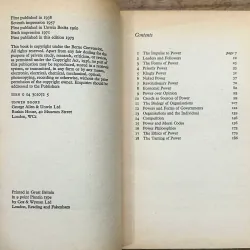 First published in 1938
Seventh impression 1957
First published in Unwin Books 1960
Sixth impression 1971
First published in this edition 1975
This book is copyright under the Berne Convention.
All rights are reserved. Apart from any fair dealing for the
purpose of private study, research, criticism, or review,
as permitted under the Copyright Act, 1956, no part of
this publication may be reproduced, stored in a retrieval
system, or transmitted, in any form or by any means,
electronic, electrical, chemical, mechanical, optical,
photocopying, recording or otherwise, without the prior
permission of the copyright owner. Enquiries should be
addressed to the Publishers
UNWIN BOOKS
George Allen & Unwin Ltd
Ruskin House, 40 Museum Street
London, WC1
Printed in Great Britain
in 10 point Plantin type
by Cox & Wyman Ltd
London, Reading and Fakenham
Contents
1 The Impulse to Power page 7
2 Leaders and Followers
3 The Forms of Power
4 Priestly Power
5 Kingly Power
6 Naked Power
7 Revolutionary Power
8 Economic Power
9 Power over Opinion
10 Creeds as Sources of Power
11 The Biology of Organisations
12 Powers and Forms of Governments
13 Organisations and the Individual
14 Competition
15 Power and Moral Codes
16 Power Philosophies
17 The Ethics of Power
18 The Taming of Power